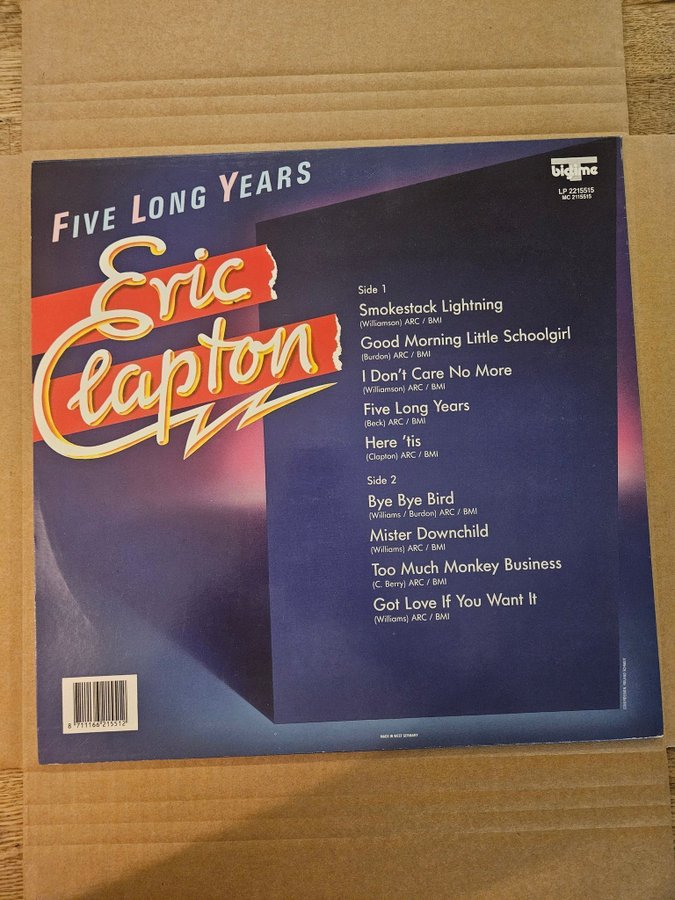 FIVE LONG YEARS
Eric
Clapton
bigtime
LP 2215515
MC 2115515
Side 1
Smokestack Lightning
(Williamson) ARC / BMI
Good Morning Little Schoolgirl
(Burdon) ARC / BMI
I Don't Care No More
(Williamson) ARC / BMI
Five Long Years
(Beck) ARC / BMI
Here 'tis
(Clapton) ARC / BMI
Side 2
Bye Bye Bird
(Williams / Burdon) ARC / BMI
Mister Downchild
(Williams) ARC / BMI
Too Much Monkey Business
(C. Berry) ARC / BMI
Got Love If You Want It
(Williams) ARC / BMI
8 711166 215512
MADE IN WEST GERMANY